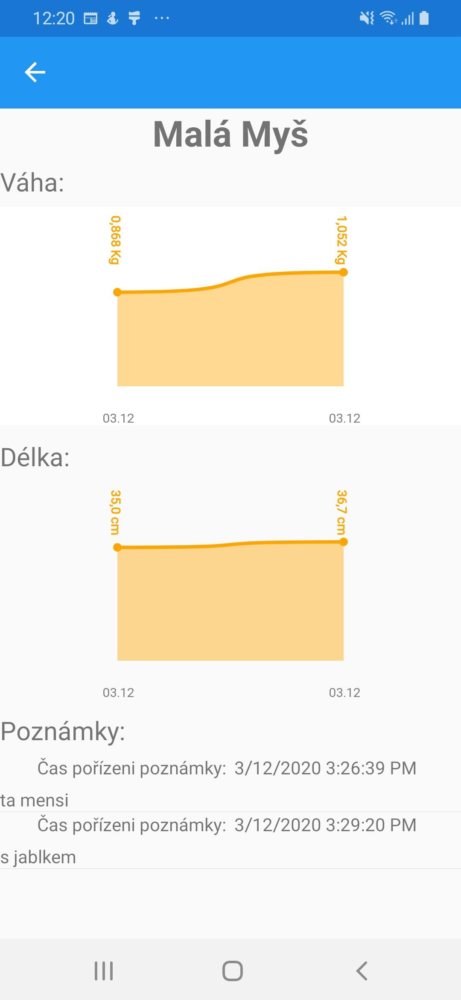 12:20
Malá Myš
Váha:
0,868 Kg
1,052 Kg
03.12
03.12
Délka:
35,0 cm
36,7 cm
03.12
03.12
Poznámky:
Čas pořízeni poznámky: 3/12/2020 3:26:39 PM
ta mensi
Čas pořízeni poznámky: 3/12/2020 3:29:20 PM
s jablkem